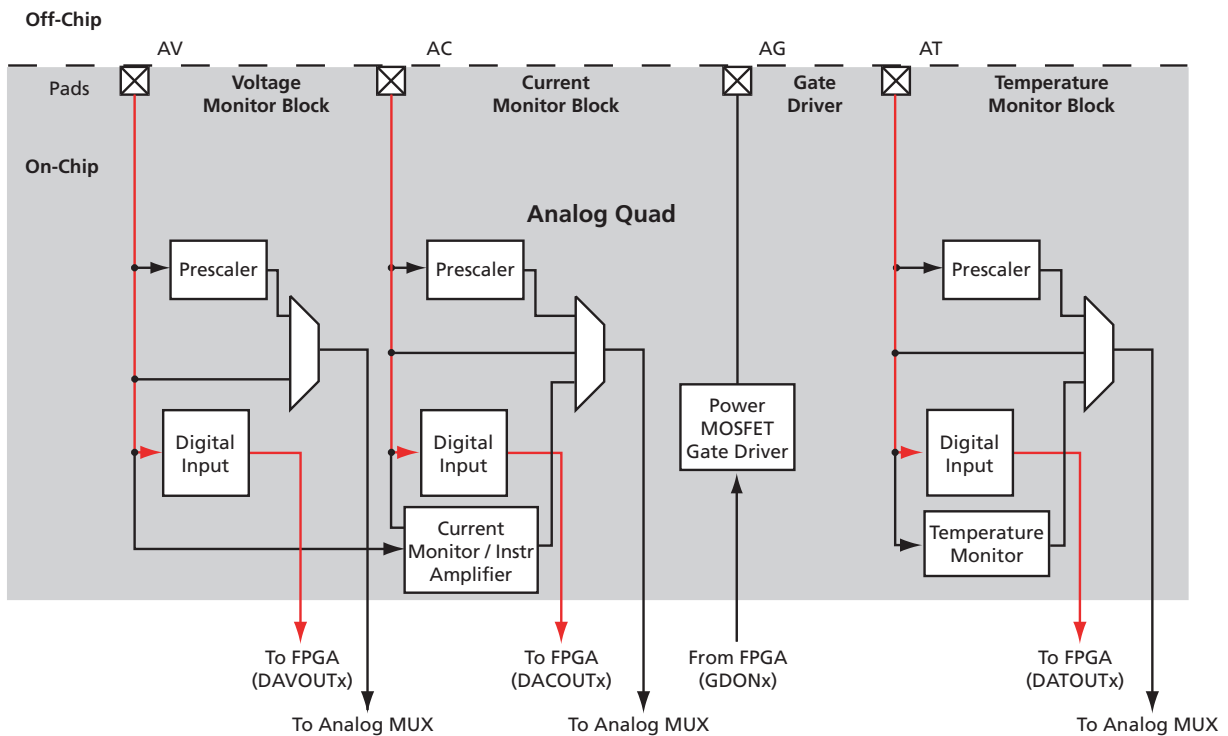 Off-Chip
AV
AC
AG
AT
Pads
Voltage
Monitor Block
Current
Monitor Block
Gate
Driver
Temperature
Monitor Block
On-Chip
Analog Quad
Prescaler
Prescaler
Prescaler
Power
MOSFET
Gate Driver
Digital
Input
Digital
Input
Digital
Input
Current
Monitor / Instr
Amplifier
Temperature
Monitor
To FPGA
(DAVOUTx)
To FPGA
(DACOUTx)
From FPGA
(GDONx)
To FPGA
(DATOUTx)
To Analog MUX
To Analog MUX
To Analog MUX